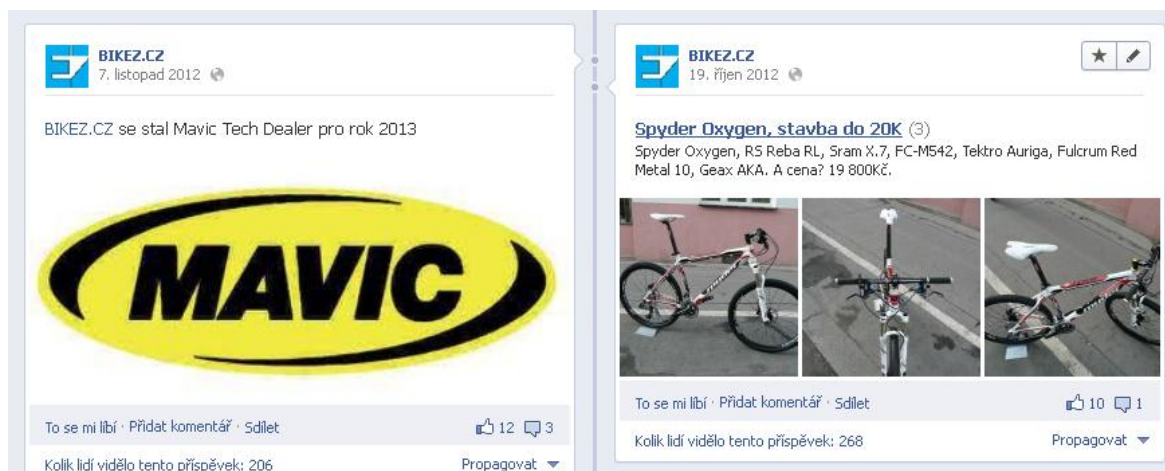 BIKEZ.CZ
7. listopad 2012
BIKEZ.CZ se stal Mavic Tech Dealer pro rok 2013
MAVIC
To se mi líbí · Přidat komentář · Sdílet
12 3
Kolik lidí vidělo tento příspěvek: 206
Propagovat
BIKEZ.CZ
19. říjen 2012
Spyder Oxygen, stavba do 20K (3)
Spyder Oxygen, RS Reba RL, Sram X.7, FC-M542, Tektro Auriga, Fulcrum Red
Metal 10, Geax AKA. A cena? 19 800Kč.
To se mi líbí · Přidat komentář · Sdílet
10 1
Kolik lidí vidělo tento příspěvek: 268
Propagovat